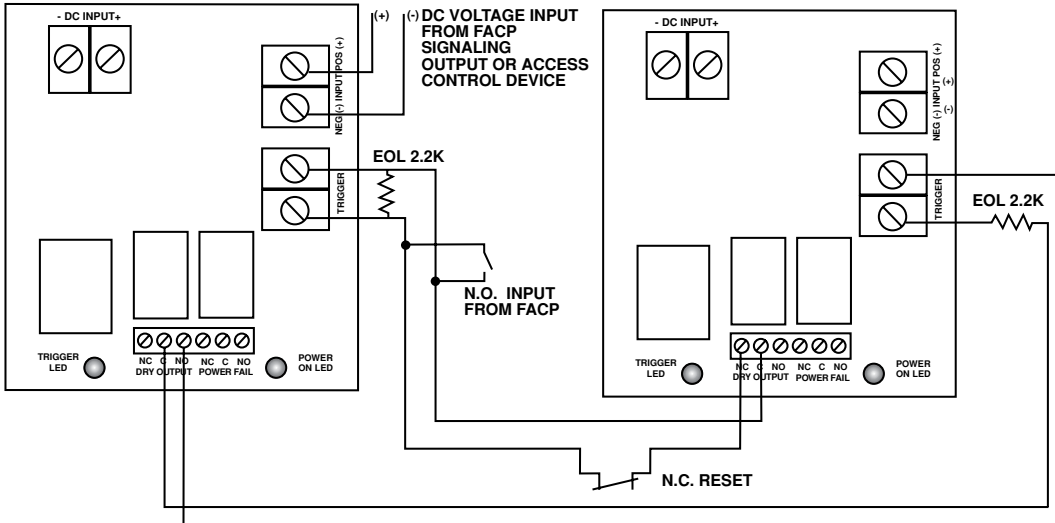 - DC INPUT+
(+)
(-) DC VOLTAGE INPUT
FROM FACP
SIGNALING
OUTPUT OR ACCESS
CONTROL DEVICE
NEG (-) INPUT POS (+)
TRIGGER
EOL 2.2K
N.O. INPUT
FROM FACP
TRIGGER
LED
NC C NO
DRY OUTPUT
NC C NO
POWER FAIL
POWER
ON LED
- DC INPUT+
NEG (-) INPUT POS (+)
(+)
(-)
TRIGGER
EOL 2.2K
TRIGGER
LED
NC C NO
DRY OUTPUT
NC C NO
POWER FAIL
POWER
ON LED
N.C. RESET